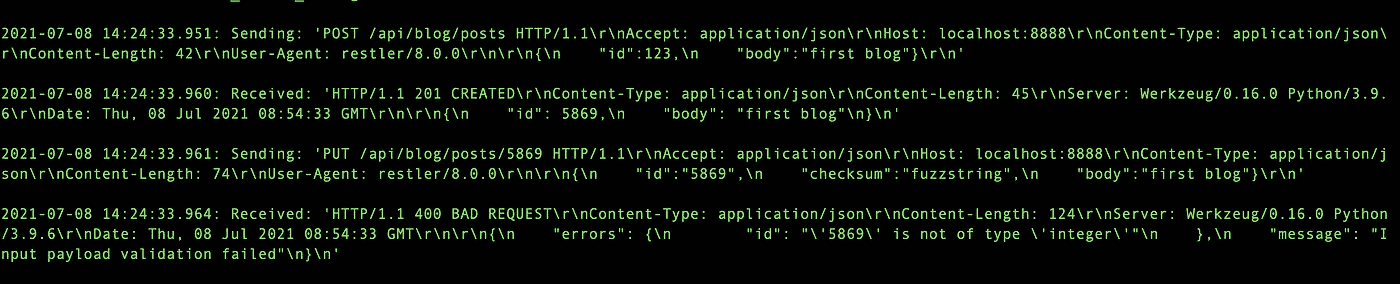 2021-07-08 14:24:33.951: Sending: 'POST /api/blog/posts HTTP/1.1\r\nAccept: application/json\r\nHost: localhost:8888\r\nContent-Type: application/json\
r\nContent-Length: 42\r\nUser-Agent: restler/8.0.0\r\n\r\n{\n    "id":123,\n    "body":"first blog"}\r\n'
2021-07-08 14:24:33.960: Received: 'HTTP/1.1 201 CREATED\r\nContent-Type: application/json\r\nContent-Length: 45\r\nServer: Werkzeug/0.16.0 Python/3.9.
6\r\nDate: Thu, 08 Jul 2021 08:54:33 GMT\r\n\r\n{\n    "id": 5869,\n    "body": "first blog"\n}\n'
2021-07-08 14:24:33.961: Sending: 'PUT /api/blog/posts/5869 HTTP/1.1\r\nAccept: application/json\r\nHost: localhost:8888\r\nContent-Type: application/j
son\r\nContent-Length: 74\r\nUser-Agent: restler/8.0.0\r\n\r\n{\n    "id":"5869",\n    "checksum":"fuzzstring",\n    "body":"first blog"}\r\n'
2021-07-08 14:24:33.964: Received: 'HTTP/1.1 400 BAD REQUEST\r\nContent-Type: application/json\r\nContent-Length: 124\r\nServer: Werkzeug/0.16.0 Python
/3.9.6\r\nDate: Thu, 08 Jul 2021 08:54:33 GMT\r\n\r\n{\n    "errors": {\n        "id": "\'5869\' is not of type \'integer\'"\n    },\n    "message": "I
nput payload validation failed"\n}\n'